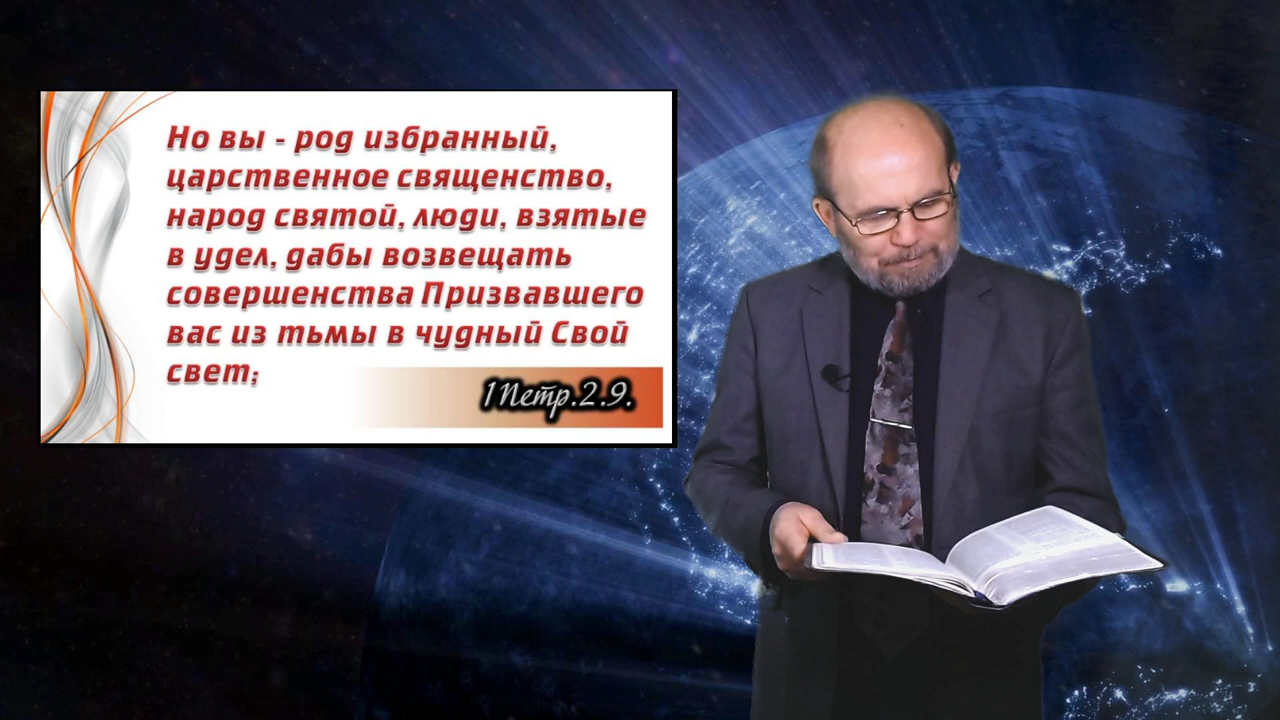 Но вы - род избранный,
царственное священство,
народ святой, люди, взятые
в удел, дабы возвещать
совершенства Призвавшего
вас из тьмы в чудный Свой
свет;
1Петр.2.9.